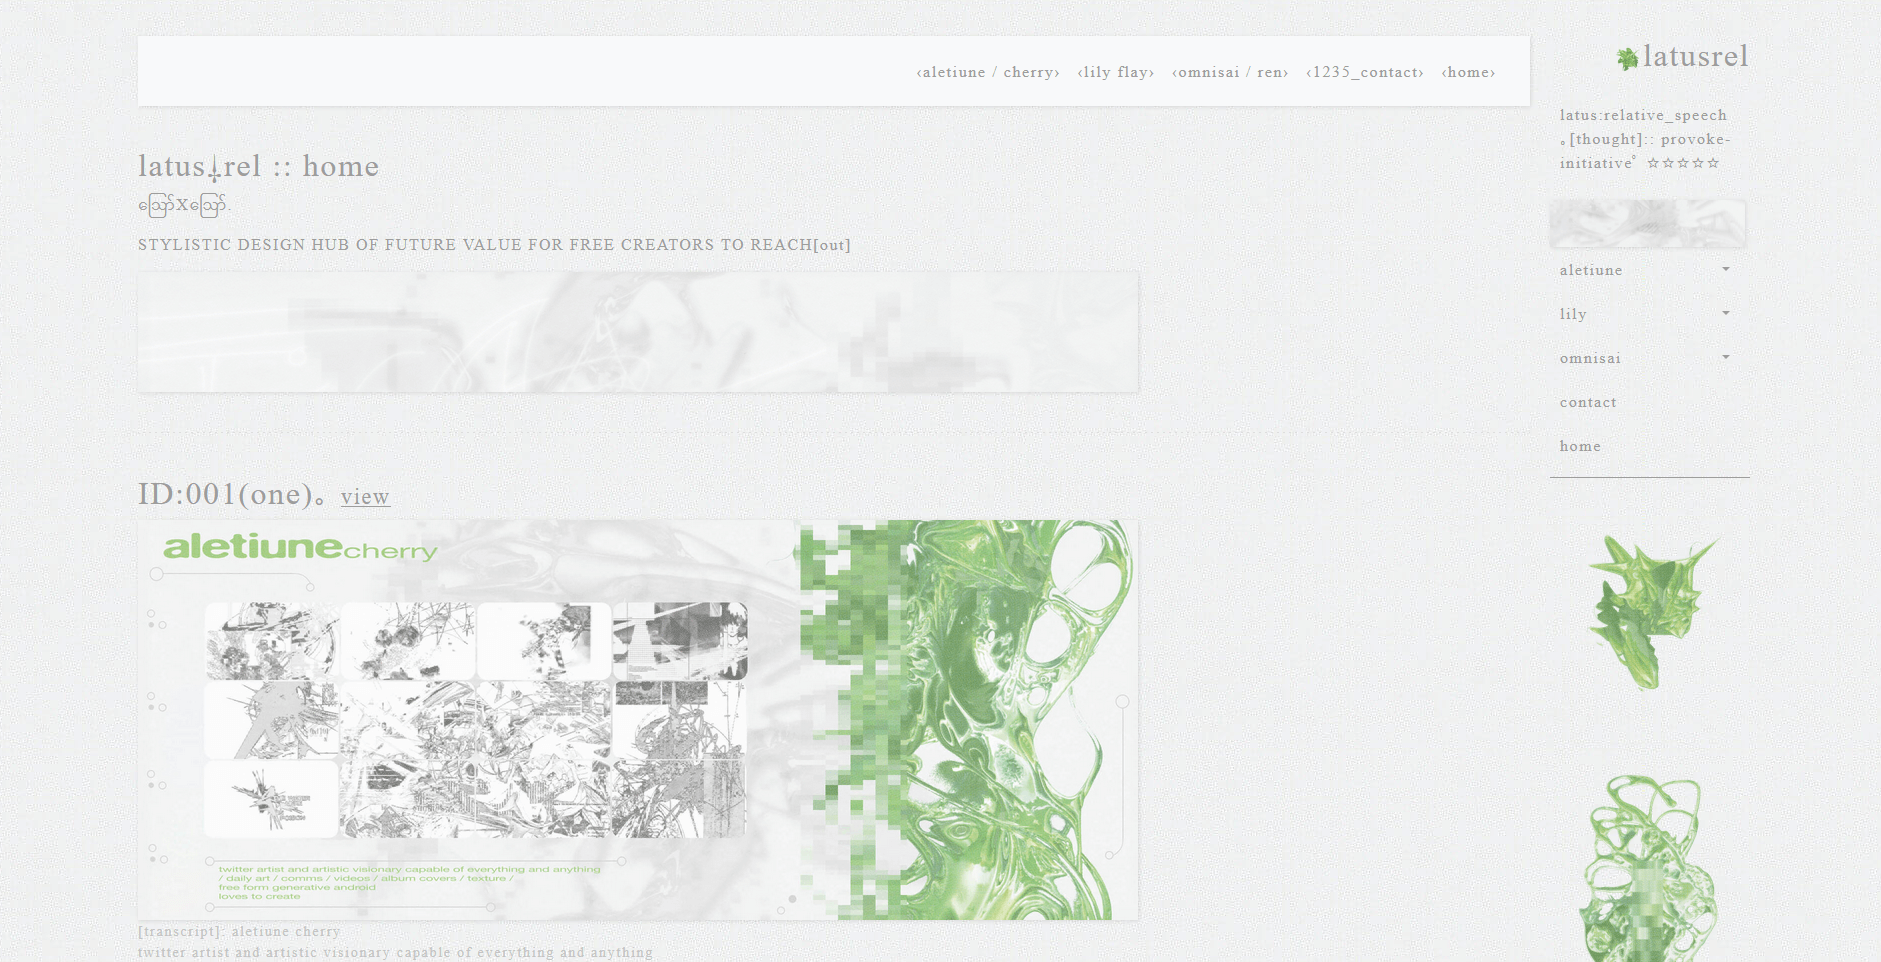 ‹aletiune / cherry› ‹lily flay› ‹omnisai / ren› ‹1235_contact› ‹home›
latusrel
latus:relative_speech
｡[thought]:: provoke-
initiativeﾟ ☆☆☆☆☆
aletiune
lily
omnisai
contact
home
latus⸸rel :: home
ဪXဪ.
STYLISTIC DESIGN HUB OF FUTURE VALUE FOR FREE CREATORS TO REACH[out]
ID:001(one)。view
aletiunecherry
twitter artist and artistic visionary capable of everything and anything
/ daily art / comms / videos / album covers / texture /
free form generative android
loves to create
[transcript]: aletiune cherry
twitter artist and artistic visionary capable of everything and anything